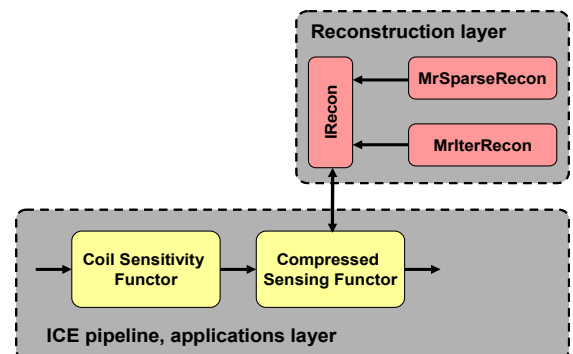 Reconstruction layer
IRecon
MrSparseRecon
MrIterRecon
Coil Sensitivity
Functor
Compressed
Sensing Functor
ICE pipeline, applications layer